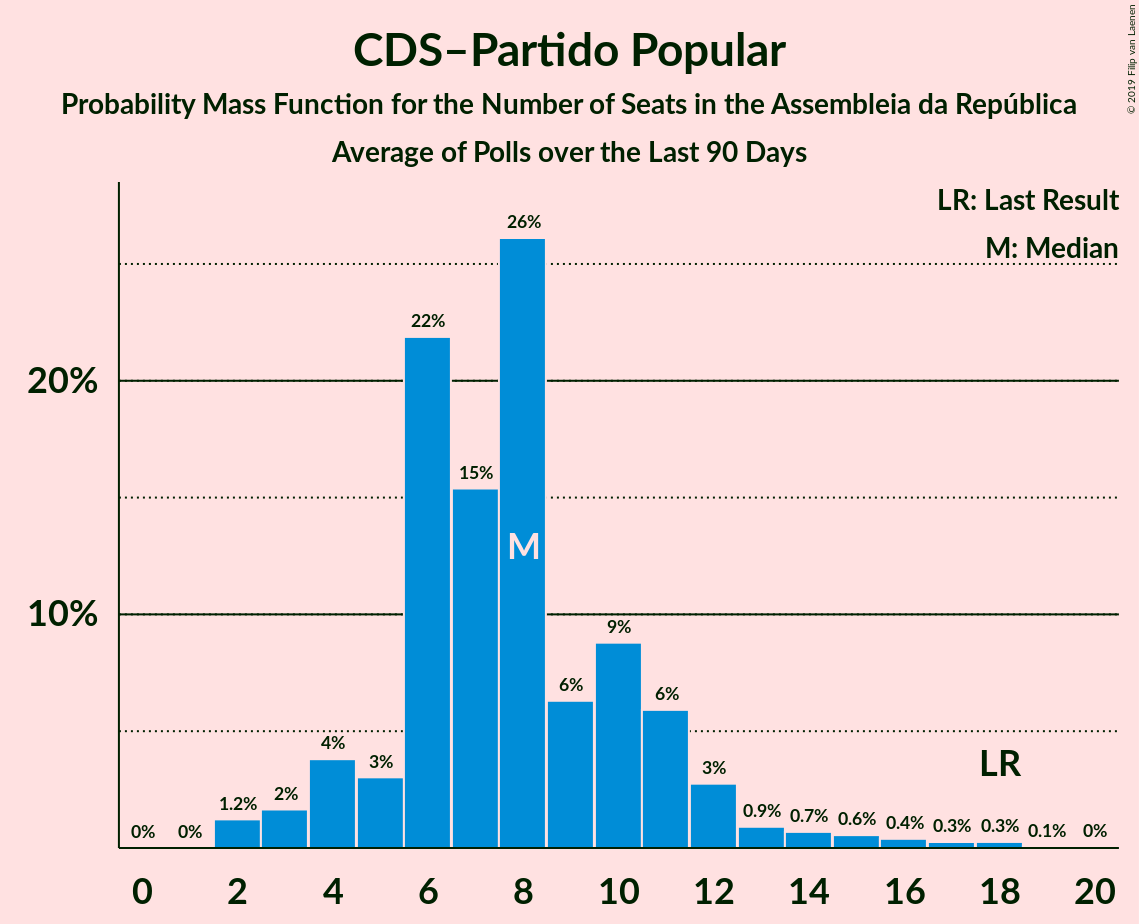 CDS–Partido Popular
Probability Mass Function for the Number of Seats in the Assembleia da República
Average of Polls over the Last 90 Days
© 2019 Filip van Laenen
LR: Last Result
M: Median
26%
22%
20%
15%
M
10%
9%
6%
6%
LR
4%
3%
3%
2%
1.2%
0.9%
0.7%
0.6%
0.4%
0.3%
0.3%
0.1%
0%
0%
0%
0 2 4 6 8 10 12 14 16 18 20